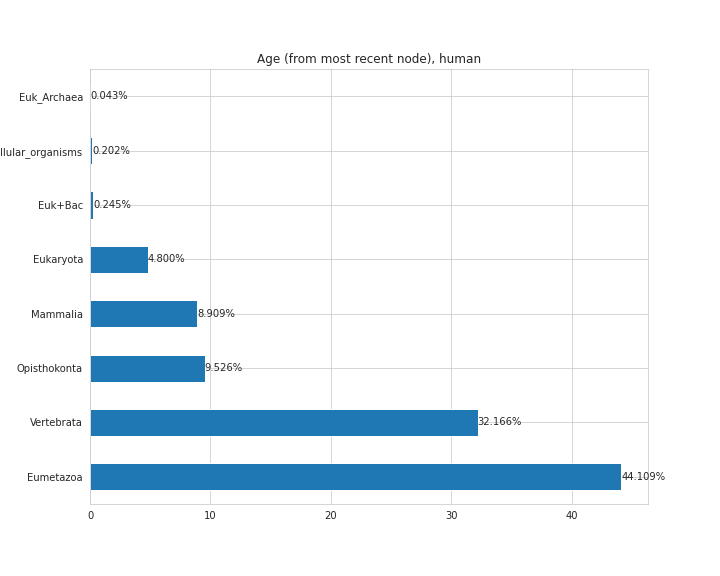 Age (from most recent node), human
Euk_Archaea 0.043%
llular_organisms 0.202%
Euk+Bac 0.245%
Eukaryota 4.800%
Mammalia 8.909%
Opisthokonta 9.526%
Vertebrata 32.166%
Eumetazoa 44.109%
0 10 20 30 40